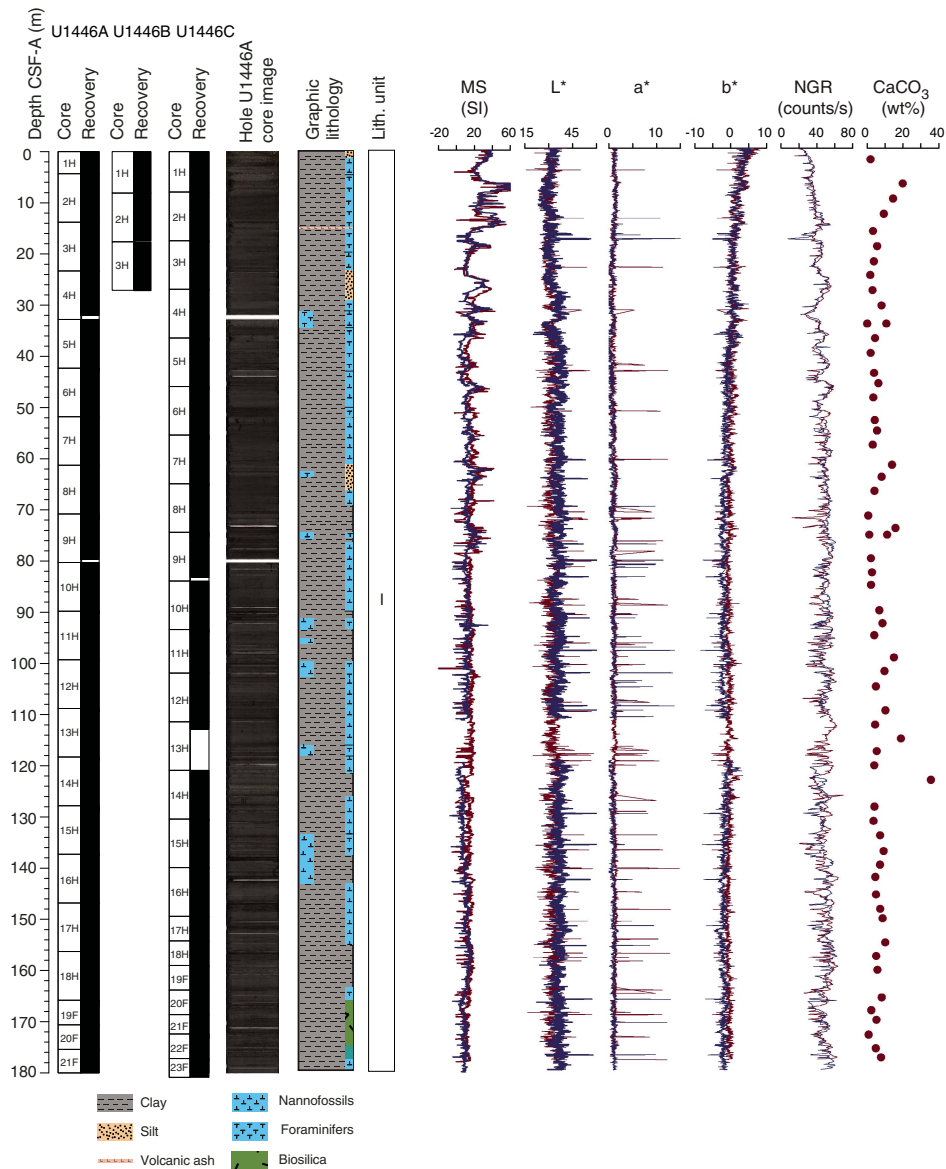 U1446A U1446B U1446C
Depth CSF-A (m)
Core
Recovery
Core
Recovery
Core
Recovery
Hole U1446A
core image
Graphic
lithology
Lith. unit
MS
(SI)
L*
a*
b*
NGR
(counts/s)
CaCO3
(wt%)
-20 20 60
15 45
0 10
-10 0 10
0 40 80
0 20 40
0
10
20
30
40
50
60
70
80
90
100
110
120
130
140
150
160
170
180
1H
2H
3H
4H
5H
6H
7H
8H
9H
10H
11H
12H
13H
14H
15H
16H
17H
18H
19F
20F
21F
1H
2H
3H
1H
2H
3H
4H
5H
6H
7H
8H
9H
10H
11H
12H
13H
14H
15H
16H
17H
18H
19F
20F
21F
22F
23F
I
Clay
Silt
Volcanic ash
Nannofossils
Foraminifers
Biosilica